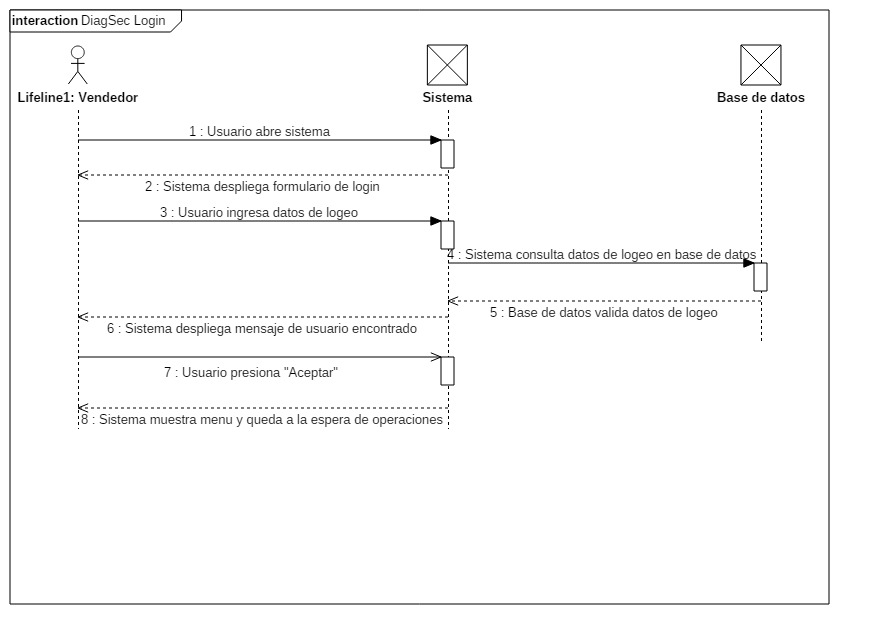 interaction DiagSec Login
Lifeline1: Vendedor
Sistema
Base de datos
1 : Usuario abre sistema
2 : Sistema despliega formulario de login
3 : Usuario ingresa datos de logeo
4 : Sistema consulta datos de logeo en base de datos
5 : Base de datos valida datos de logeo
6 : Sistema despliega mensaje de usuario encontrado
7 : Usuario presiona "Aceptar"
8 : Sistema muestra menu y queda a la espera de operaciones